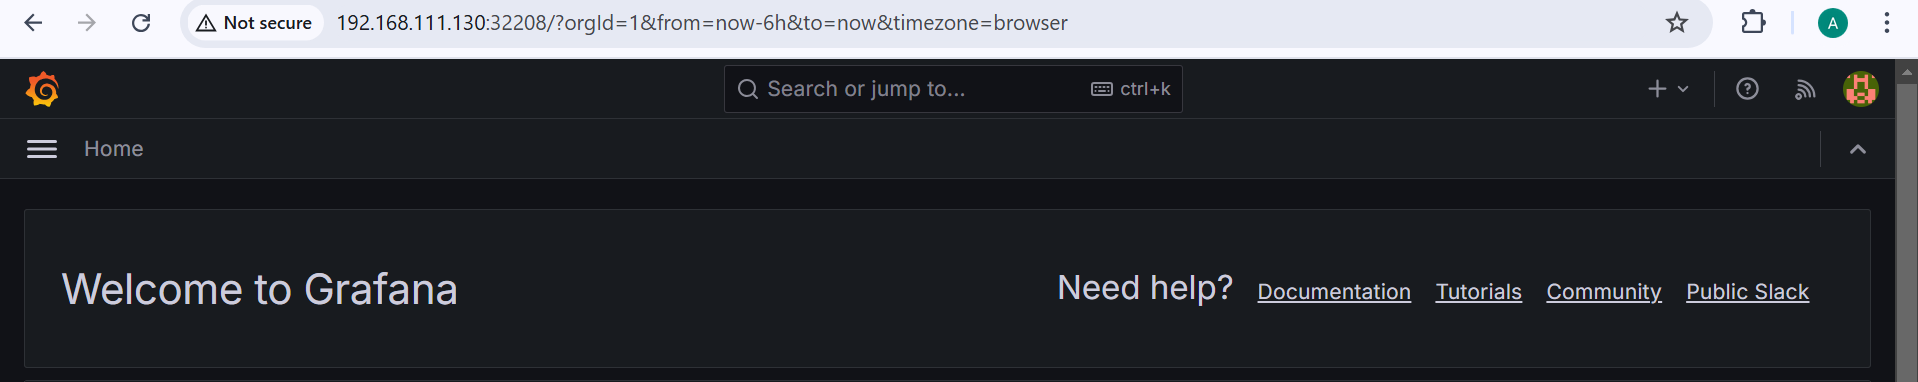 Not secure 192.168.111.130:32208/?orgId=1&from=now-6h&to=now&timezone=browser A
Search or jump to... ctrl+k
Home
Welcome to Grafana Need help? Documentation Tutorials Community Public Slack